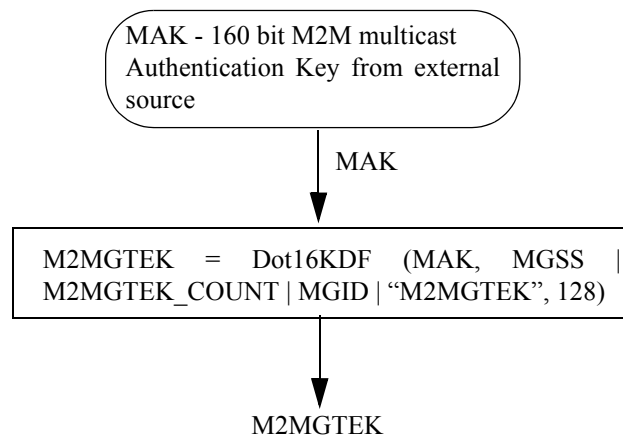 MAK - 160 bit M2M multicast
Authentication Key from external
source
MAK
M2MGTEK = Dot16KDF (MAK, MGSS |
M2MGTEK_COUNT | MGID | “M2MGTEK”, 128)
M2MGTEK